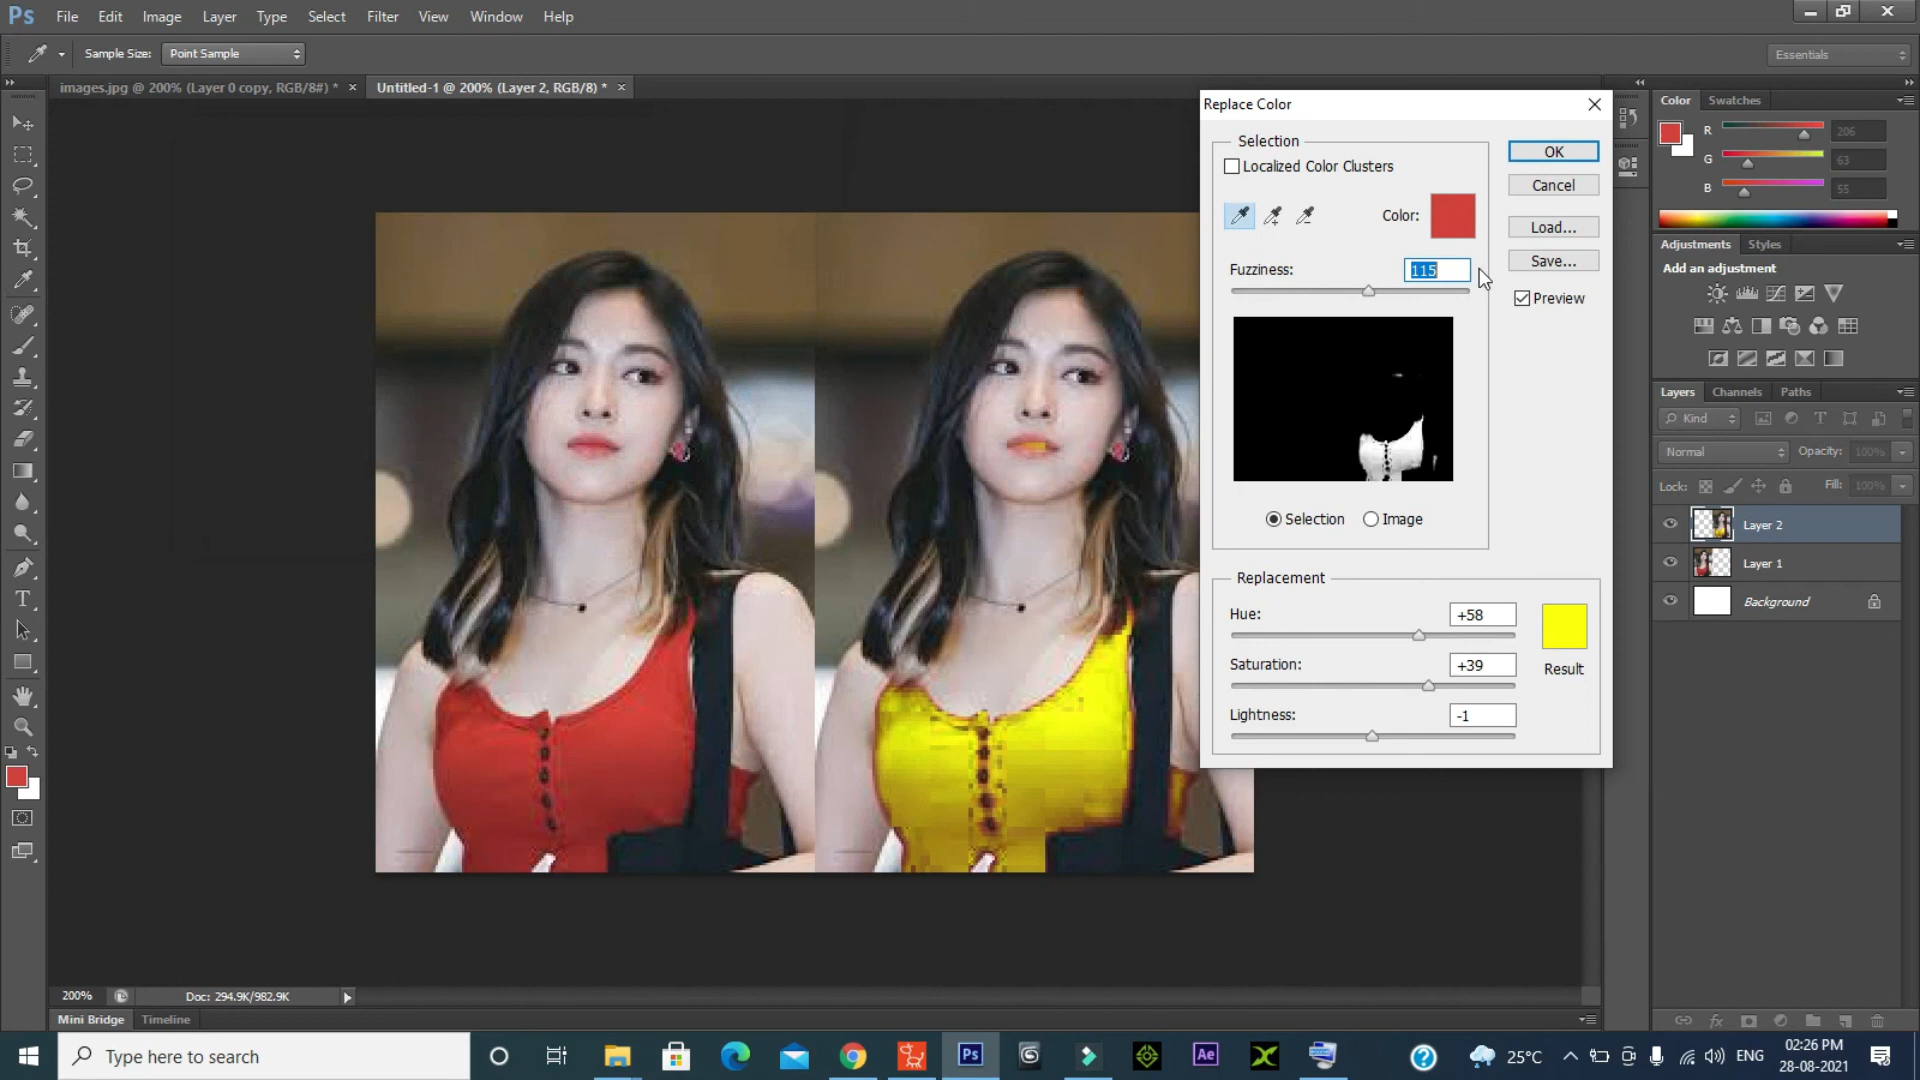 Ps File Edit Image Layer Type Select Filter View Window Help
Sample Size: Point Sample Essentials
images.jpg @ 200% (Layer 0 copy, RGB/8#) * × Untitled-1 @ 200% (Layer 2, RGB/8) * ×
Replace Color
Selection
Localized Color Clusters
Color:
Fuzziness: 115
Selection Image
OK
Cancel
Load...
Save...
Preview
Replacement
Hue: +58
Saturation: +39
Lightness: -1
Result
Color Swatches
R 206
G 63
B 55
Adjustments Styles
Add an adjustment
Layers Channels Paths
Kind
Normal Opacity: 100%
Lock: Fill: 100%
Layer 2
Layer 1
Background
200% Doc: 294.9K/982.9K
Mini Bridge Timeline
Type here to search
Ps
Ae
25°C
ENG
02:26 PM
28-08-2021